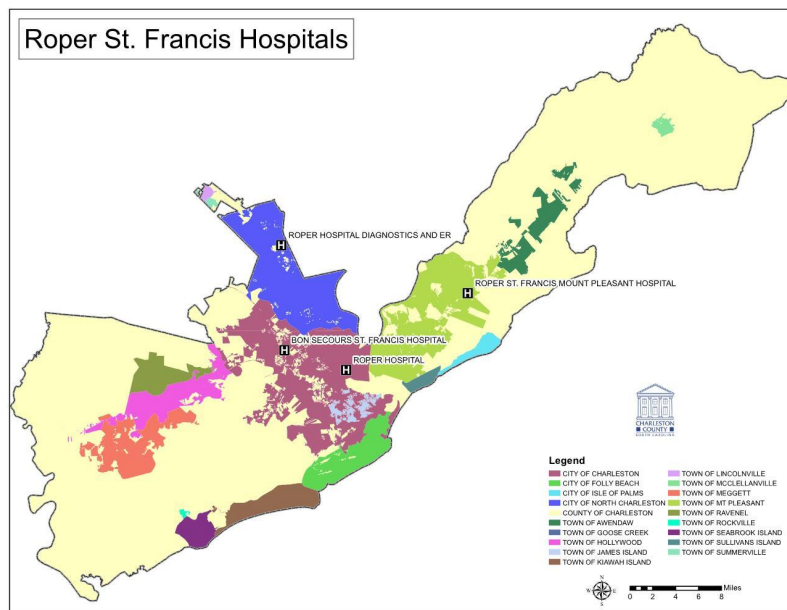 Roper St. Francis Hospitals
H
ROPER HOSPITAL DIAGNOSTICS AND ER
H
ROPER ST. FRANCIS MOUNT PLEASANT HOSPITAL
BON SECOURS ST. FRANCIS HOSPITAL
H
ROPER HOSPITAL
H
CHARLESTON
COUNTY
Legend
CITY OF CHARLESTON
CITY OF FOLLY BEACH
CITY OF ISLE OF PALMS
CITY OF NORTH CHARLESTON
COUNTY OF CHARLESTON
TOWN OF AWENDAW
TOWN OF GOOSE CREEK
TOWN OF HOLLYWOOD
TOWN OF JAMES ISLAND
TOWN OF KIAWAH ISLAND
TOWN OF LINCOLNVILLE
TOWN OF MCCLELLANVILLE
TOWN OF MEGGETT
TOWN OF MT PLEASANT
TOWN OF RAVENEL
TOWN OF ROCKVILLE
TOWN OF SEABROOK ISLAND
TOWN OF SULLIVANS ISLAND
TOWN OF SUMMERVILLE
N
W E
S
Miles
0 2 4 6 8